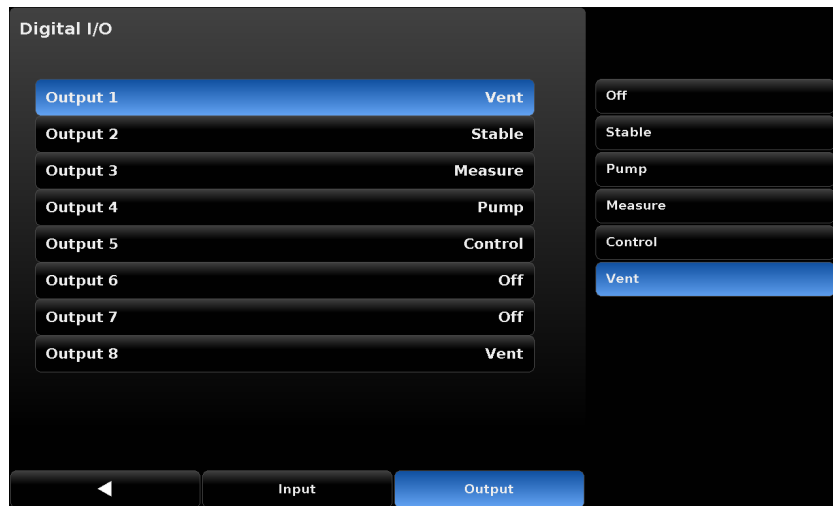 Digital I/O
Output 1 Vent
Output 2 Stable
Output 3 Measure
Output 4 Pump
Output 5 Control
Output 6 Off
Output 7 Off
Output 8 Vent
Off
Stable
Pump
Measure
Control
Vent
Input Output